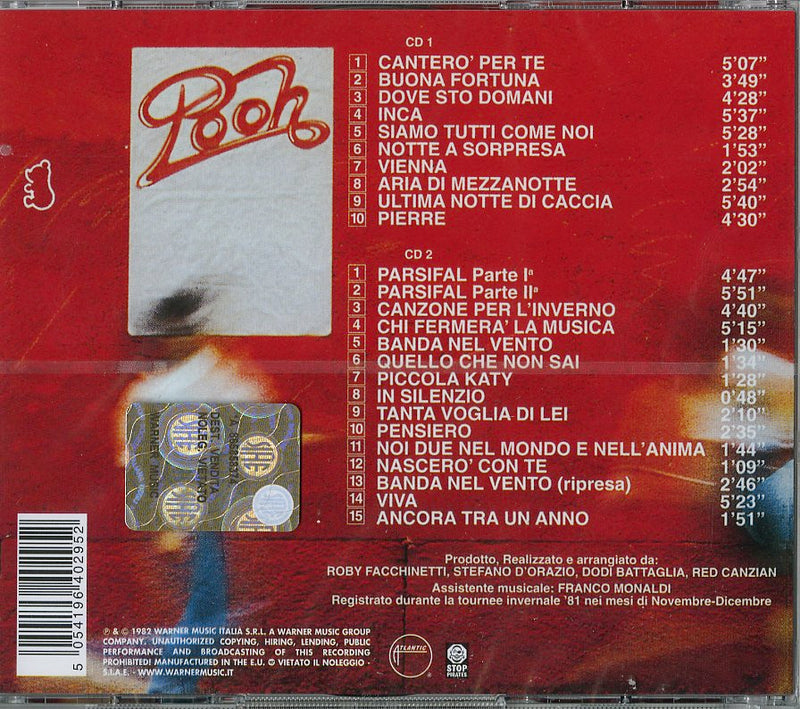 Pooh
CD 1
1 CANTERO' PER TE 5'07"
2 BUONA FORTUNA 3'49"
3 DOVE STO DOMANI 4'28"
4 INCA 5'37"
5 SIAMO TUTTI COME NOI 5'28"
6 NOTTE A SORPRESA 1'53"
7 VIENNA 2'02"
8 ARIA DI MEZZANOTTE 2'54"
9 ULTIMA NOTTE DI CACCIA 5'40"
10 PIERRE 4'30"
CD 2
1 PARSIFAL Parte Iª 4'47"
2 PARSIFAL Parte IIª 5'51"
3 CANZONE PER L'INVERNO 4'40"
4 CHI FERMERA' LA MUSICA 5'15"
5 BANDA NEL VENTO 1'30"
6 QUELLO CHE NON SAI 1'34"
7 PICCOLA KATY 1'28"
8 IN SILENZIO 0'48"
9 TANTA VOGLIA DI LEI 2'10"
10 PENSIERO 2'35"
11 NOI DUE NEL MONDO E NELL'ANIMA 1'44"
12 NASCERO' CON TE 1'09"
13 BANDA NEL VENTO (ripresa) 2'46"
14 VIVA 5'23"
15 ANCORA TRA UN ANNO 1'51"
DEST. VENDITA
NOLEG. VIETATO
WARNER MUSIC
SIAE
Prodotto, Realizzato e arrangiato da:
ROBY FACCHINETTI, STEFANO D'ORAZIO, DODI BATTAGLIA, RED CANZIAN
Assistente musicale: FRANCO MONALDI
Registrato durante la tournee invernale '81 nei mesi di Novembre-Dicembre
5 054196 402952
℗ & © 1982 WARNER MUSIC ITALIA S.R.L. A WARNER MUSIC GROUP
COMPANY. UNAUTHORIZED COPYING, HIRING, LENDING, PUBLIC
PERFORMANCE AND BROADCASTING OF THIS RECORDING
PROHIBITED! MANUFACTURED IN THE E.U. © VIETATO IL NOLEGGIO -
S.I.A.E. - WWW.WARNERMUSIC.IT
ATLANTIC
STOP
PIRATES